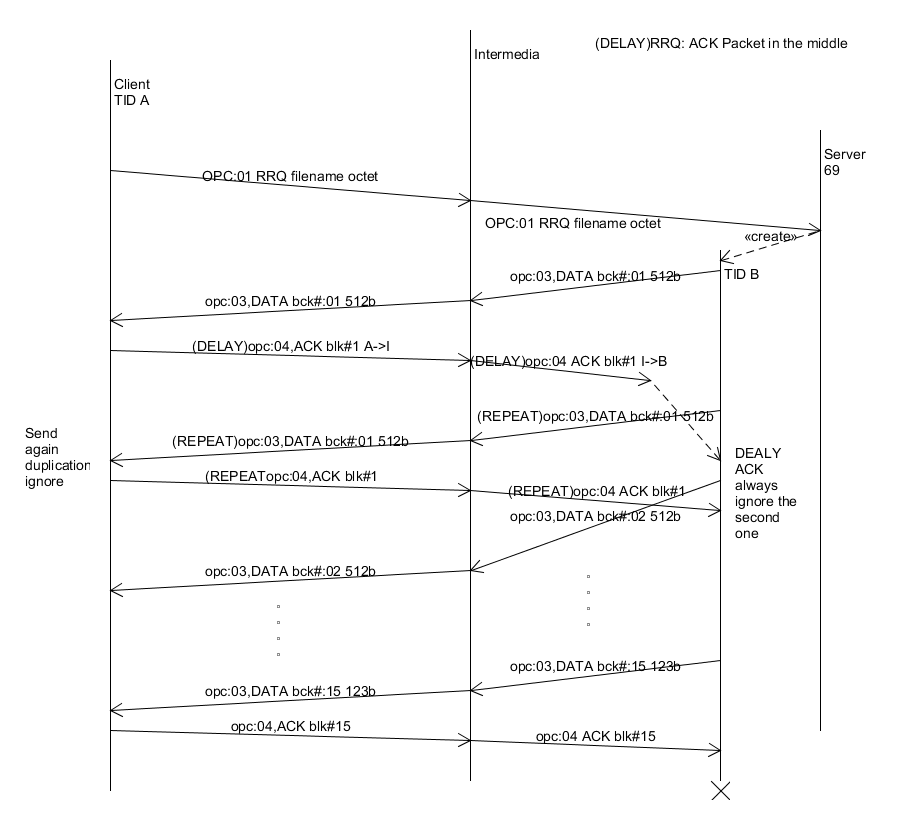 (DELAY)RRQ: ACK Packet in the middle
Intermedia
Client
TID A
Server
69
OPC:01 RRQ filename octet
OPC:01 RRQ filename octet
«create»
TID B
opc:03,DATA bck#:01 512b
opc:03,DATA bck#:01 512b
(DELAY)opc:04,ACK blk#1 A->I
(DELAY)opc:04 ACK blk#1 I->B
(REPEAT)opc:03,DATA bck#:01 512b
(REPEAT)opc:03,DATA bck#:01 512b
Send
again
duplication
ignore
DEALY
ACK
always
ignore the
second
one
(REPEATopc:04,ACK blk#1
(REPEAT)opc:04 ACK blk#1
opc:03,DATA bck#:02 512b
opc:03,DATA bck#:02 512b
opc:03,DATA bck#:15 123b
opc:03,DATA bck#:15 123b
opc:04,ACK blk#15
opc:04 ACK blk#15